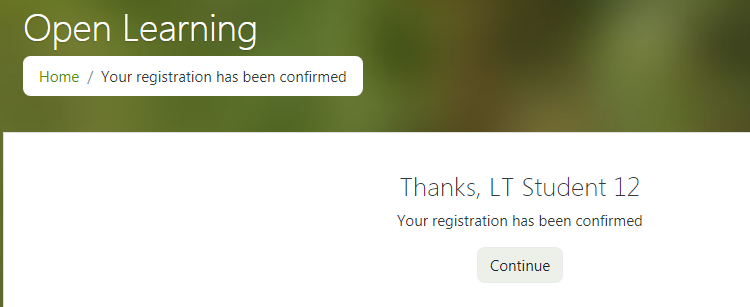 Open Learning
Home / Your registration has been confirmed
Thanks, LT Student 12
Your registration has been confirmed
Continue